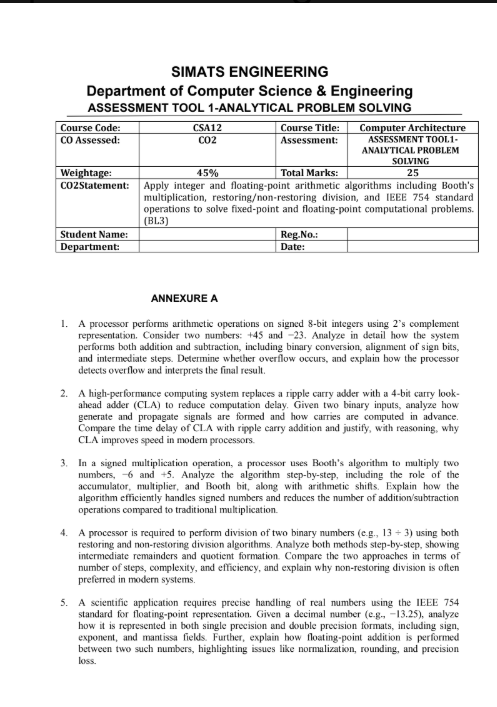 SIMATS ENGINEERING
Department of Computer Science & Engineering
ASSESSMENT TOOL 1-ANALYTICAL PROBLEM SOLVING
Course Code: CSA12 Course Title: Computer Architecture
CO Assessed: CO2 Assessment: ASSESSMENT TOOL1-
ANALYTICAL PROBLEM
SOLVING
Weightage: 45% Total Marks: 25
CO2Statement: Apply integer and floating-point arithmetic algorithms including Booth's
multiplication, restoring/non-restoring division, and IEEE 754 standard
operations to solve fixed-point and floating-point computational problems.
(BL3)
Student Name: Reg.No.:
Department: Date:
ANNEXURE A
1. A processor performs arithmetic operations on signed 8-bit integers using 2's complement
representation. Consider two numbers: +45 and −23. Analyze in detail how the system
performs both addition and subtraction, including binary conversion, alignment of sign bits,
and intermediate steps. Determine whether overflow occurs, and explain how the processor
detects overflow and interprets the final result.
2. A high-performance computing system replaces a ripple carry adder with a 4-bit carry look-
ahead adder (CLA) to reduce computation delay. Given two binary inputs, analyze how
generate and propagate signals are formed and how carries are computed in advance.
Compare the time delay of CLA with ripple carry addition and justify, with reasoning, why
CLA improves speed in modern processors.
3. In a signed multiplication operation, a processor uses Booth's algorithm to multiply two
numbers, −6 and +5. Analyze the algorithm step-by-step, including the role of the
accumulator, multiplier, and Booth bit, along with arithmetic shifts. Explain how the
algorithm efficiently handles signed numbers and reduces the number of addition/subtraction
operations compared to traditional multiplication.
4. A processor is required to perform division of two binary numbers (e.g., 13 ÷ 3) using both
restoring and non-restoring division algorithms. Analyze both methods step-by-step, showing
intermediate remainders and quotient formation. Compare the two approaches in terms of
number of steps, complexity, and efficiency, and explain why non-restoring division is often
preferred in modern systems.
5. A scientific application requires precise handling of real numbers using the IEEE 754
standard for floating-point representation. Given a decimal number (e.g., −13.25), analyze
how it is represented in both single precision and double precision formats, including sign,
exponent, and mantissa fields. Further, explain how floating-point addition is performed
between two such numbers, highlighting issues like normalization, rounding, and precision
loss.